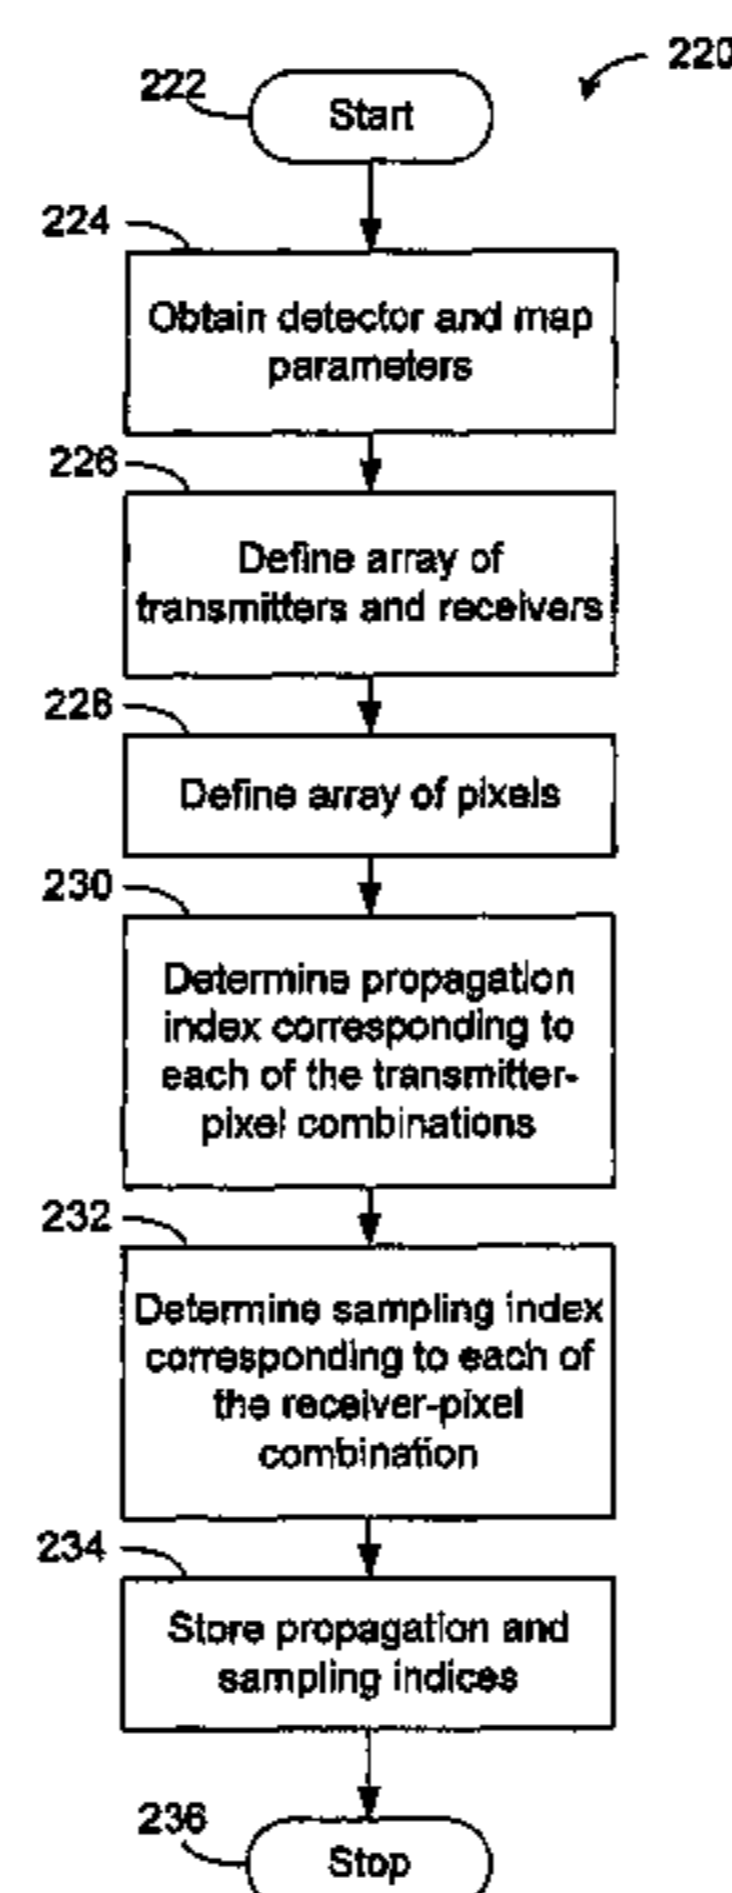 220
222
Start
224
Obtain detector and map
parameters
226
Define array of
transmitters and receivers
228
Define array of pixels
230
Determine propagation
index corresponding to
each of the transmitter-
pixel combinations
232
Determine sampling index
corresponding to each of
the receiver-pixel
combination
234
Store propagation and
sampling indices
236
Stop